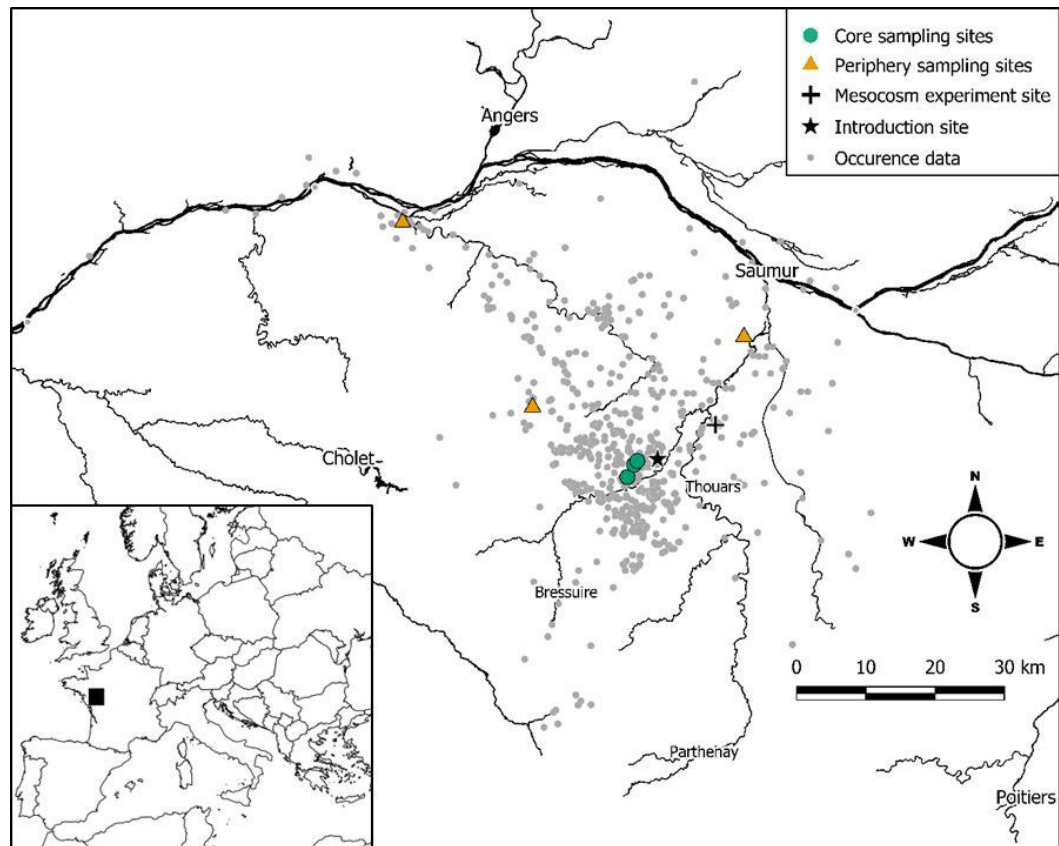 Core sampling sites
Periphery sampling sites
Mesocosm experiment site
Introduction site
Occurence data
Angers
Saumur
Cholet
Thouars
Bressuire
N
W
E
S
0 10 20 30 km
Parthenay
Poitiers